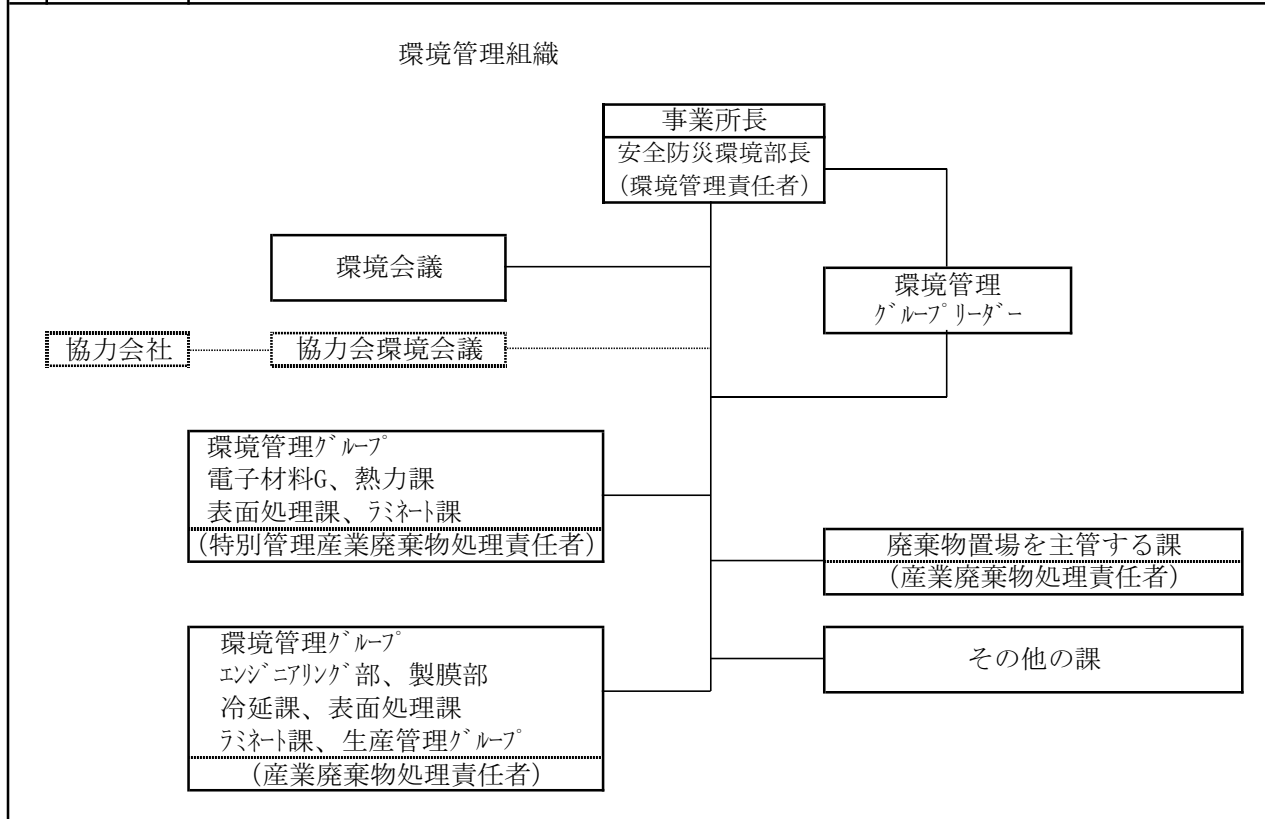 環境管理組織
事業所長
安全防災環境部長
(環境管理責任者)
環境会議
環境管理
ｸﾞﾙｰﾌﾟﾘｰﾀﾞｰ
協力会社
協力会環境会議
環境管理ｸﾞﾙｰﾌﾟ
電子材料G、熱力課
表面処理課、ﾗﾐﾈｰﾄ課
(特別管理産業廃棄物処理責任者)
廃棄物置場を主管する課
(産業廃棄物処理責任者)
環境管理ｸﾞﾙｰﾌﾟ
ｴﾝｼﾞﾆｱﾘﾝｸﾞ部、製膜部
冷延課、表面処理課
ﾗﾐﾈｰﾄ課、生産管理ｸﾞﾙｰﾌﾟ
(産業廃棄物処理責任者)
その他の課